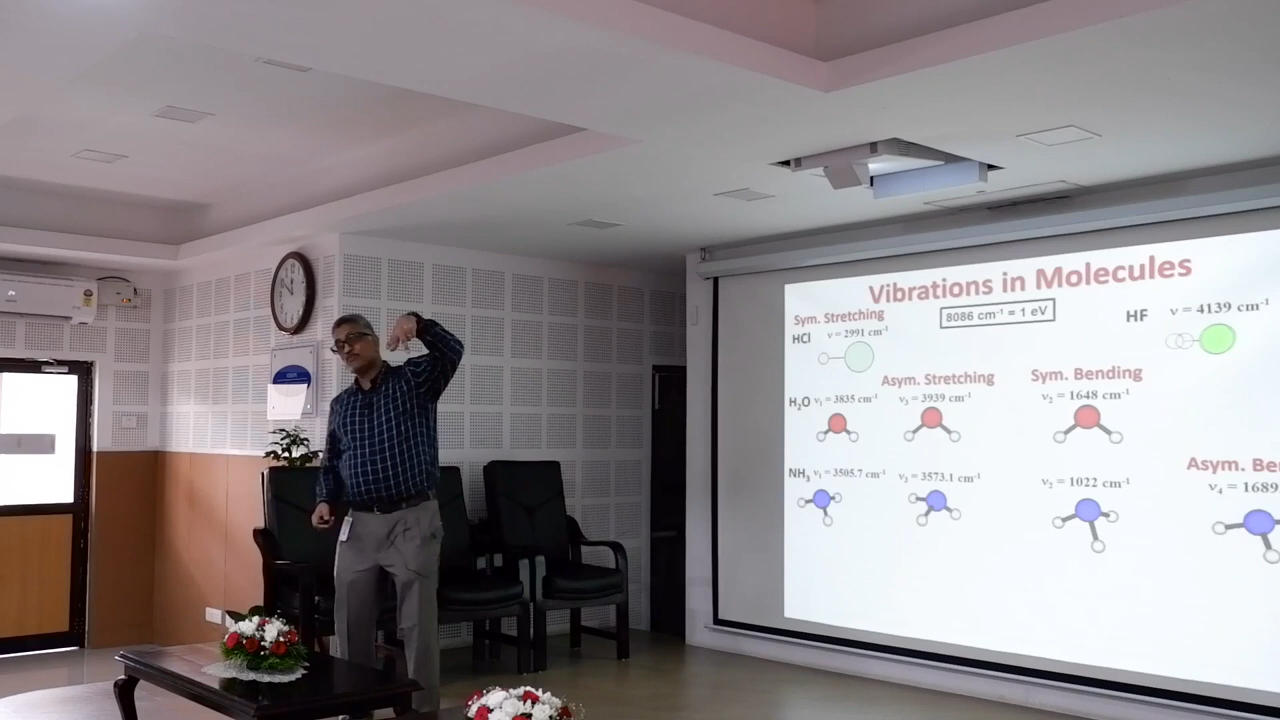 Vibrations in Molecules
Sym. Stretching
8086 cm⁻¹ = 1 eV
HCl ν = 2991 cm⁻¹
HF ν = 4139 cm⁻¹
Asym. Stretching
Sym. Bending
H₂O ν₁ = 3835 cm⁻¹
ν₃ = 3939 cm⁻¹
ν₂ = 1648 cm⁻¹
Asym. Be
NH₃ ν₁ = 3505.7 cm⁻¹
ν₃ = 3573.1 cm⁻¹
ν₂ = 1022 cm⁻¹
ν₄ = 1689